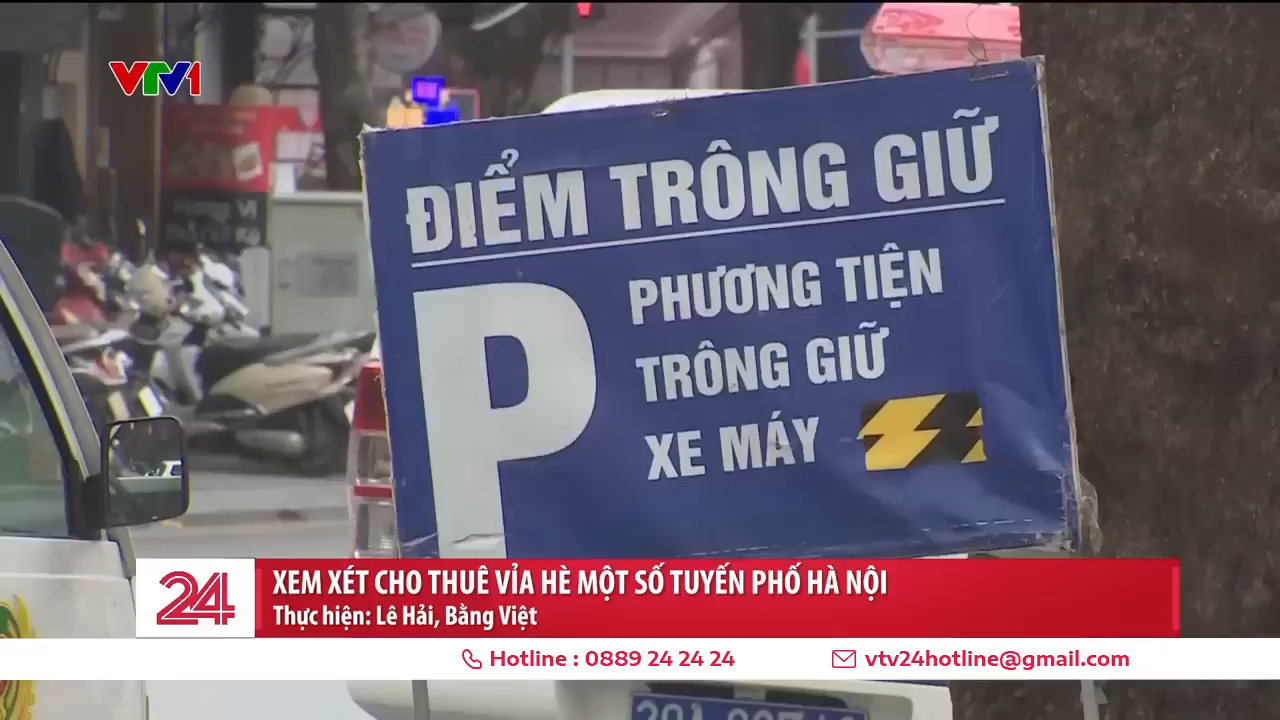 VTV1
ĐIỂM TRÔNG GIỮ
P
PHƯƠNG TIỆN
TRÔNG GIỮ
XE MÁY
24
XEM XÉT CHO THUÊ VỈA HÈ MỘT SỐ TUYẾN PHỐ HÀ NỘI
Thực hiện: Lê Hải, Bằng Việt
Hotline : 0889 24 24 24
vtv24hotline@gmail.com